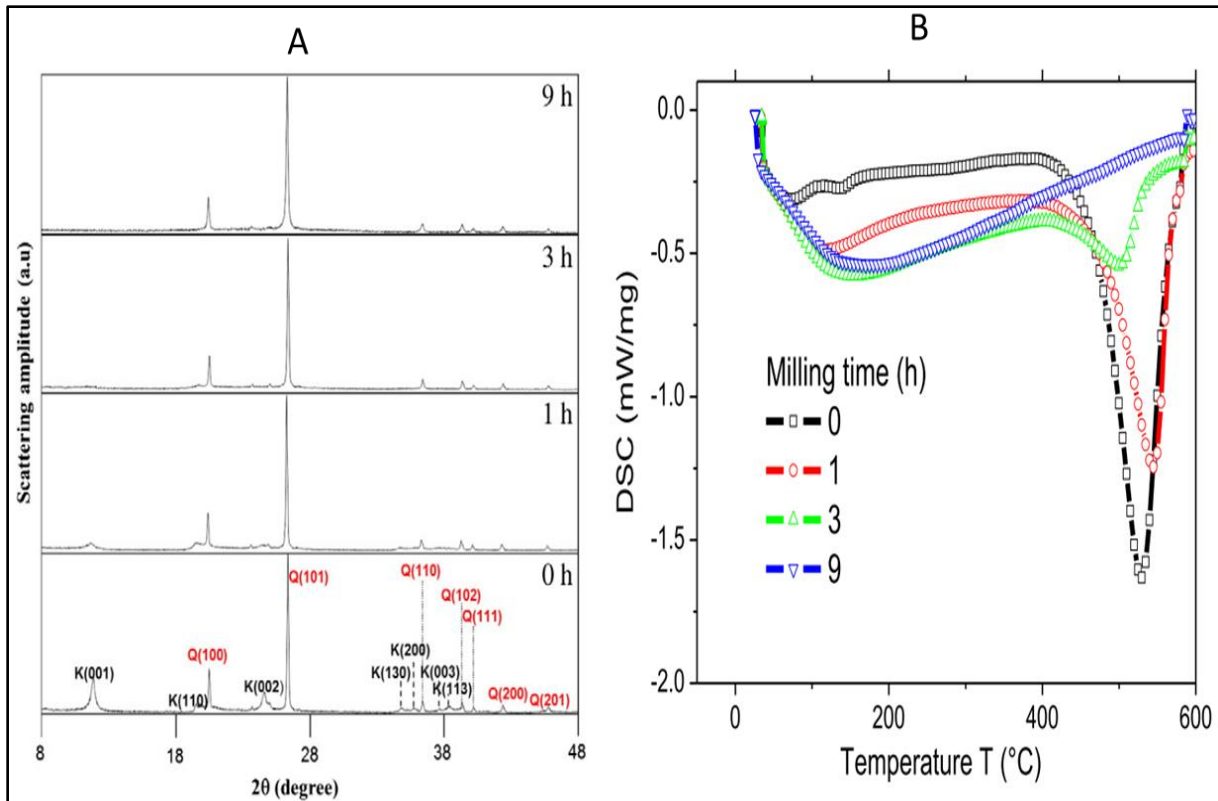 A
B
9 h
3 h
1 h
0 h
Q(101)
Q(110)
Q(102)
Q(111)
K(200)
Q(100)
K(001)
K(130)
K(003)
K(002)
K(110)
K(113)
Q(200)
Q(201)
8
18
28
38
48
2θ (degree)
Scattering amplitude (a.u)
0.0
-0.5
-1.0
-1.5
-2.0
DSC (mW/mg)
Milling time (h)
0
1
3
9
0
200
400
600
Temperature T (°C)